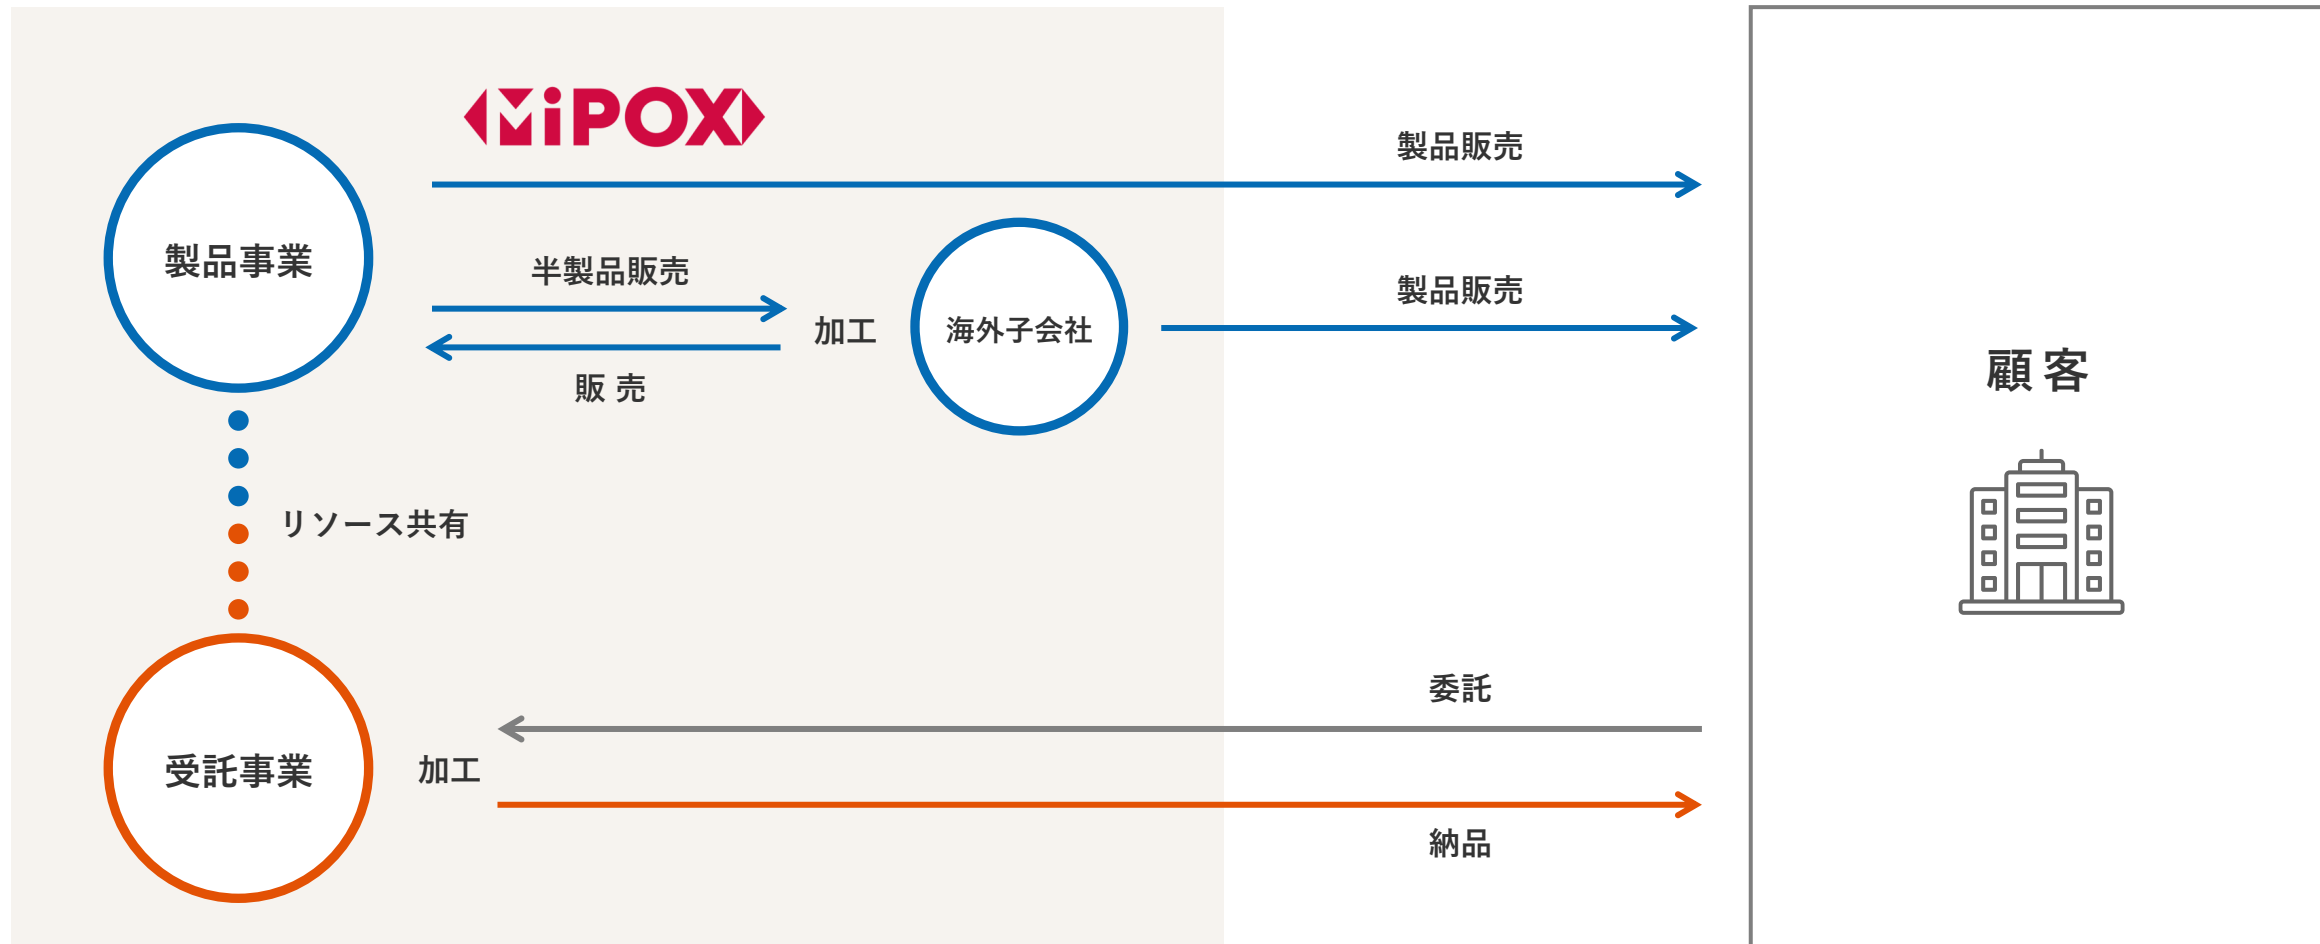 MiPOX
製品販売
製品事業
半製品販売
加工
海外子会社
製品販売
販 売
顧 客
リソース共有
委託
受託事業
加工
納品